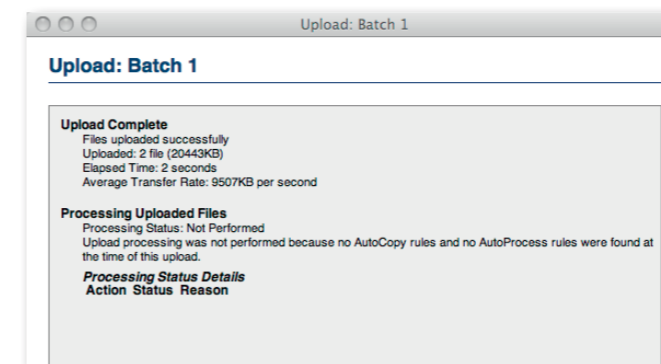 Upload: Batch 1
Upload: Batch 1
Upload Complete
Files uploaded successfully
Uploaded: 2 file (20443KB)
Elapsed Time: 2 seconds
Average Transfer Rate: 9507KB per second
Processing Uploaded Files
Processing Status: Not Performed
Upload processing was not performed because no AutoCopy rules and no AutoProcess rules were found at
the time of this upload.
Processing Status Details
Action Status Reason